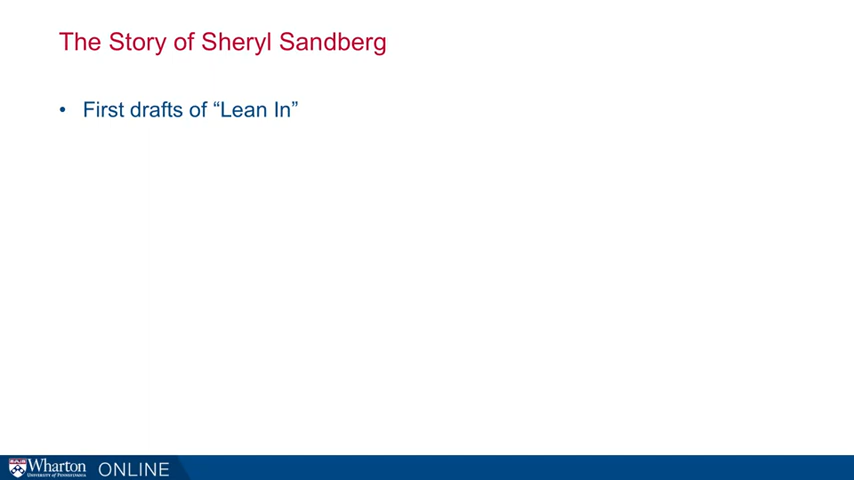 The Story of Sheryl Sandberg
• First drafts of “Lean In”
Wharton
UNIVERSITY of PENNSYLVANIA
ONLINE